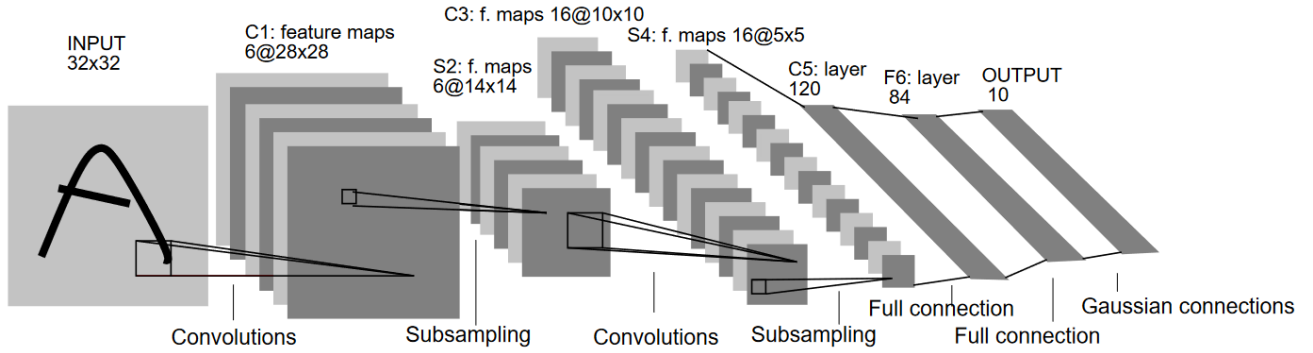 INPUT
32x32
C1: feature maps
6@28x28
S2: f. maps
6@14x14
C3: f. maps 16@10x10
S4: f. maps 16@5x5
C5: layer
120
F6: layer
84
OUTPUT
10
Convolutions
Subsampling
Convolutions
Subsampling
Full connection
Full connection
Gaussian connections
A